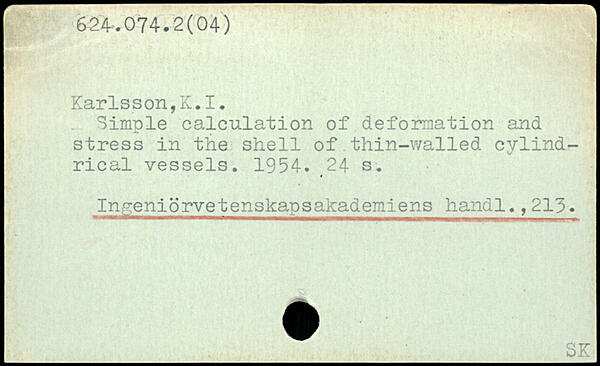 624.074.2(04)
Karlsson,K.I.
Simple calculation of deformation and
stress in the shell of thin-walled cylind-
rical vessels. 1954. 24 s.
Ingeniörvetenskapsakademiens handl.,213.
SK